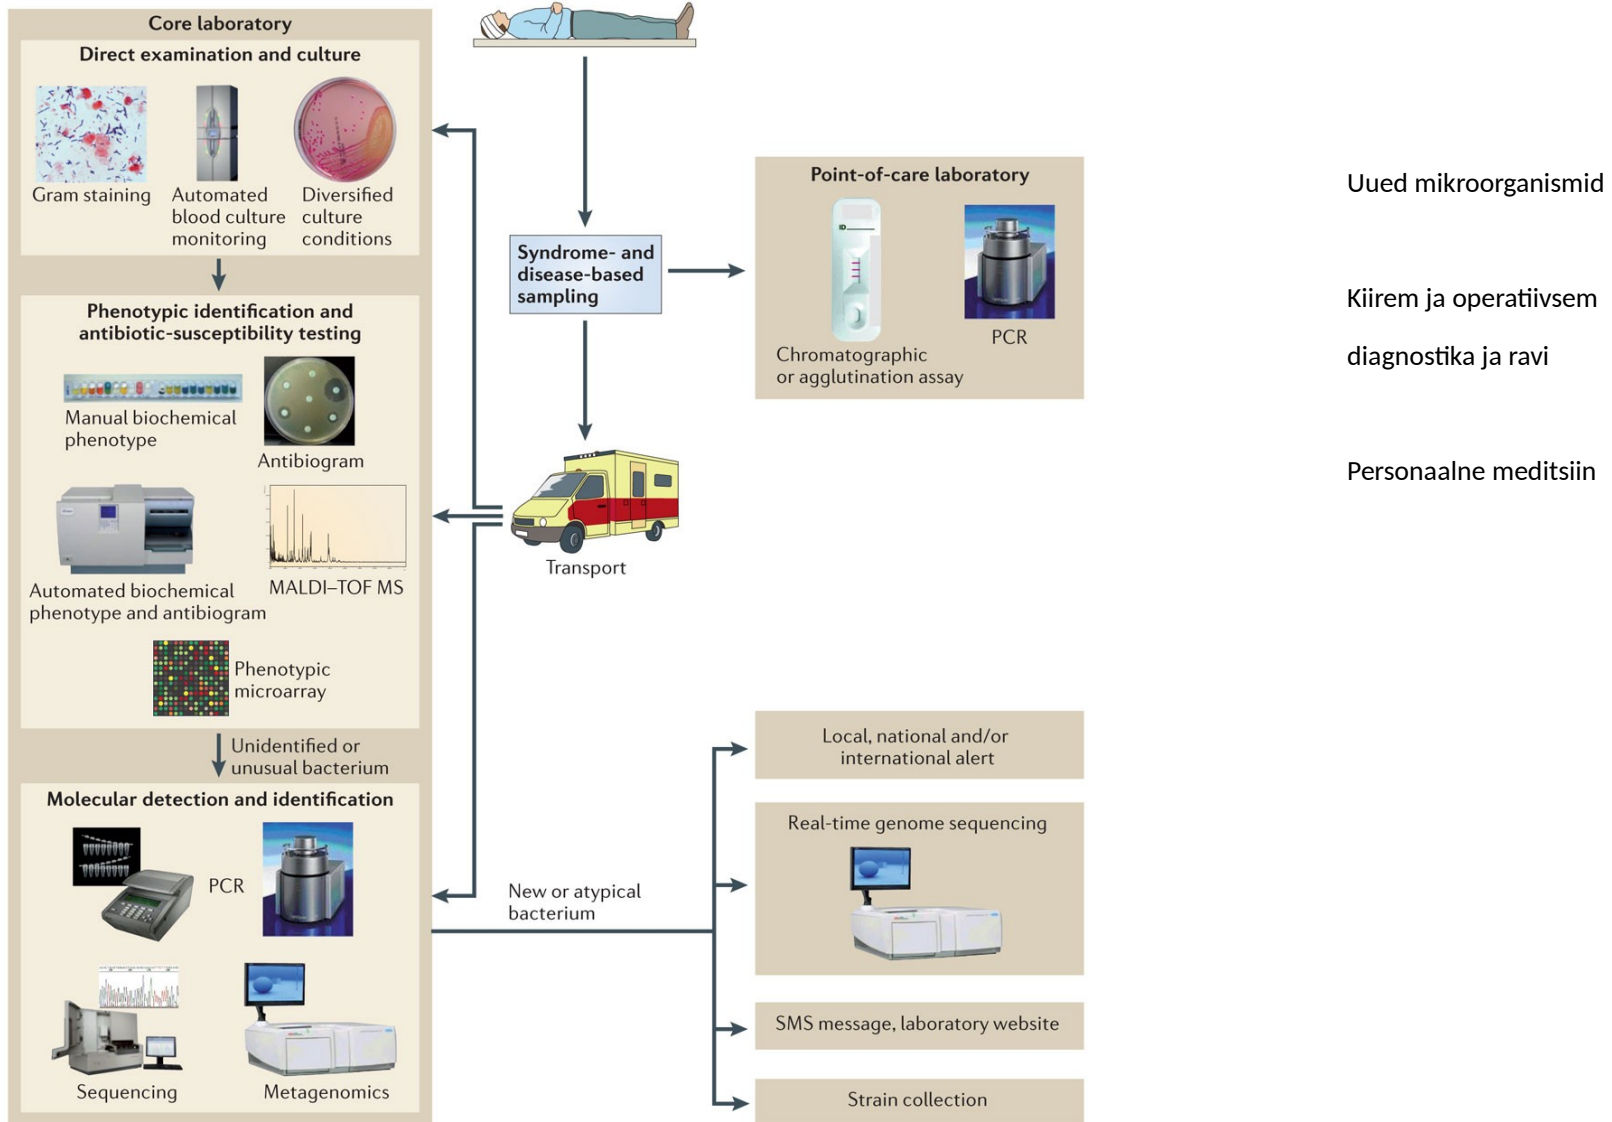 Core laboratory
Direct examination and culture
Gram staining
Automated
blood culture
monitoring
Diversified
culture
conditions
Phenotypic identification and
antibiotic-susceptibility testing
Manual biochemical
phenotype
Antibiogram
Automated biochemical
phenotype and antibiogram
MALDI–TOF MS
Phenotypic
microarray
Unidentified or
unusual bacterium
Molecular detection and identification
PCR
Sequencing
Metagenomics
Syndrome- and
disease-based
sampling
Transport
New or atypical
bacterium
Point-of-care laboratory
ID
Chromatographic
or agglutination assay
PCR
Local, national and/or
international alert
Real-time genome sequencing
SMS message, laboratory website
Strain collection
Uued mikroorganismid
Kiirem ja operatiivsem
diagnostika ja ravi
Personaalne meditsiin